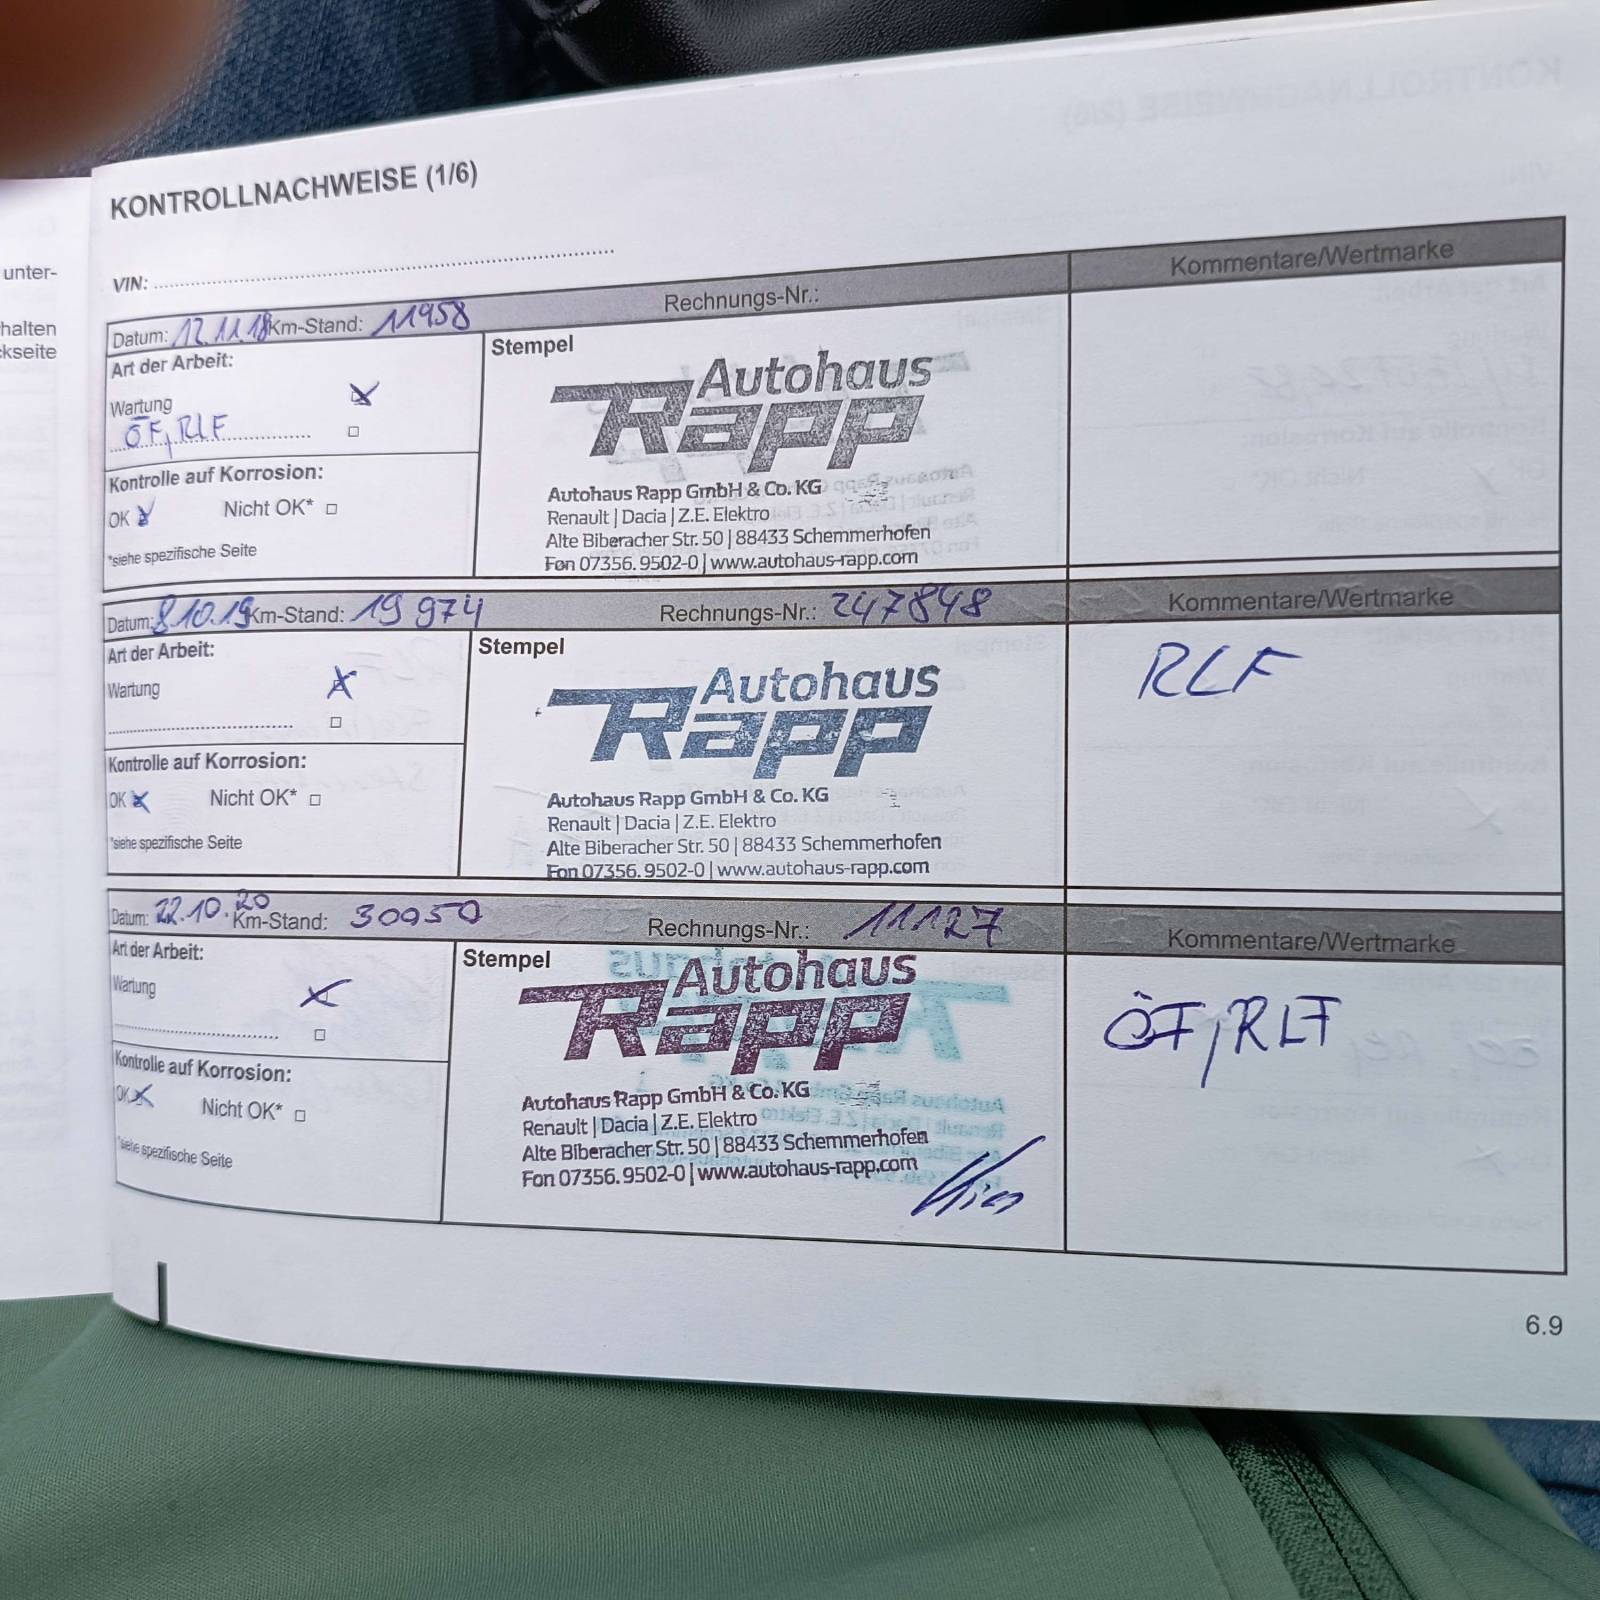 unter-
halten
kseite
KONTROLLNACHWEISE (1/6)
VIN:
Datum: 12.11.18 Km-Stand: 11958 Rechnungs-Nr.: Kommentare/Wertmarke
Art der Arbeit:
Wartung
ÖF, RLF
Kontrolle auf Korrosion:
OK Nicht OK*
*siehe spezifische Seite
Stempel
Autohaus
Rapp
Autohaus Rapp GmbH & Co. KG
Renault | Dacia | Z.E. Elektro
Alte Biberacher Str. 50 | 88433 Schemmerhofen
Fon 07356. 9502-0 | www.autohaus-rapp.com
Datum: 8.10.19 Km-Stand: 19 974 Rechnungs-Nr.: 247848 Kommentare/Wertmarke
Art der Arbeit:
Wartung
Kontrolle auf Korrosion:
OK Nicht OK*
*siehe spezifische Seite
Stempel
Autohaus
Rapp
Autohaus Rapp GmbH & Co. KG
Renault | Dacia | Z.E. Elektro
Alte Biberacher Str. 50 | 88433 Schemmerhofen
Fon 07356. 9502-0 | www.autohaus-rapp.com
RLF
Datum: 22.10.20 Km-Stand: 30050 Rechnungs-Nr.: 11127 Kommentare/Wertmarke
Art der Arbeit:
Wartung
Kontrolle auf Korrosion:
OK Nicht OK*
*siehe spezifische Seite
Stempel
Autohaus
Rapp
Autohaus Rapp GmbH & Co. KG
Renault | Dacia | Z.E. Elektro
Alte Biberacher Str. 50 | 88433 Schemmerhofen
Fon 07356. 9502-0 | www.autohaus-rapp.com
ÖF, RLF
6.9